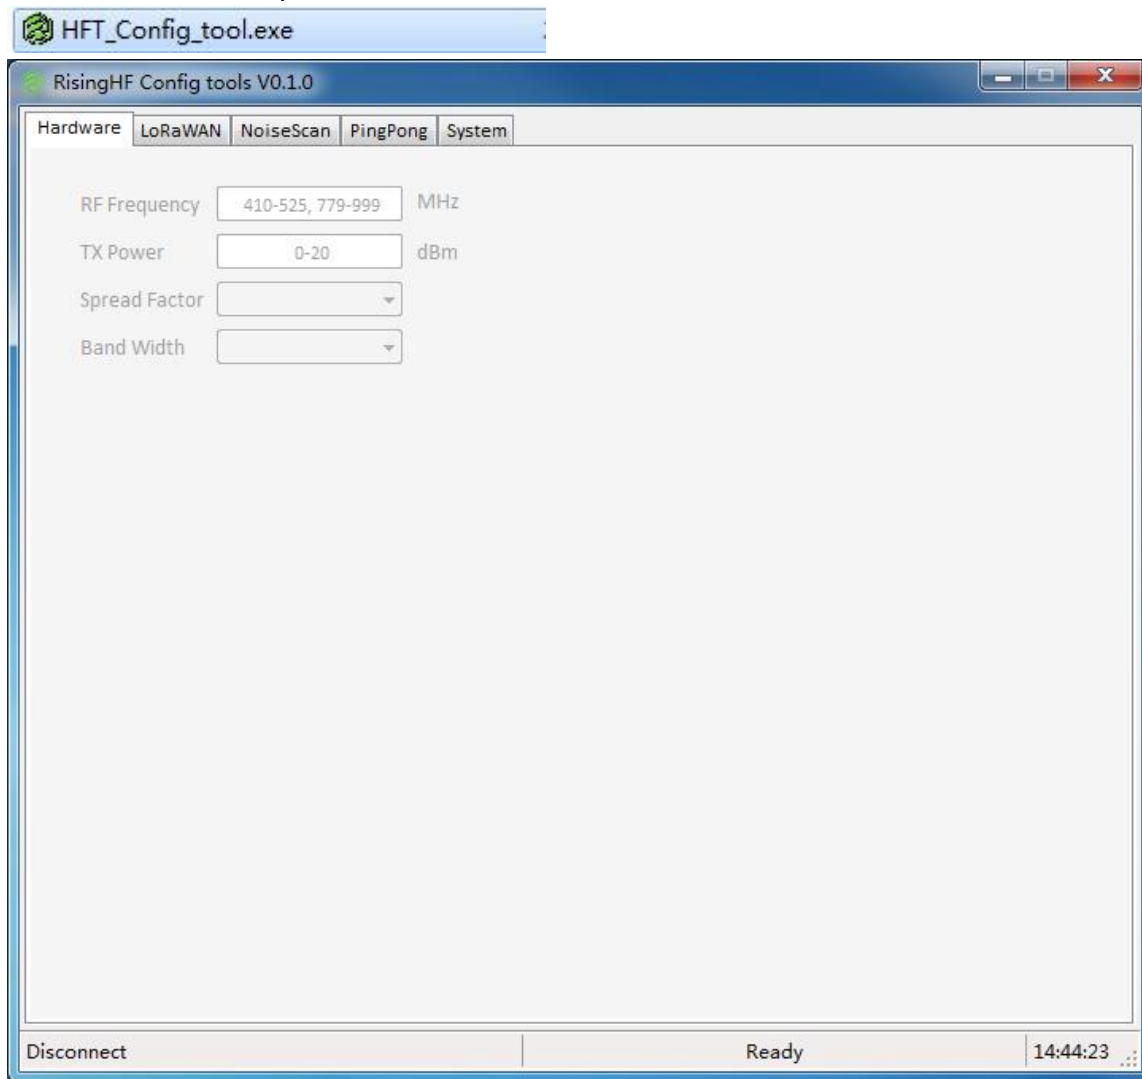 HFT_Config_tool.exe
RisingHF Config tools V0.1.0
Hardware LoRaWAN NoiseScan PingPong System
RF Frequency 410-525, 779-999 MHz
TX Power 0-20 dBm
Spread Factor
Band Width
Disconnect Ready 14:44:23